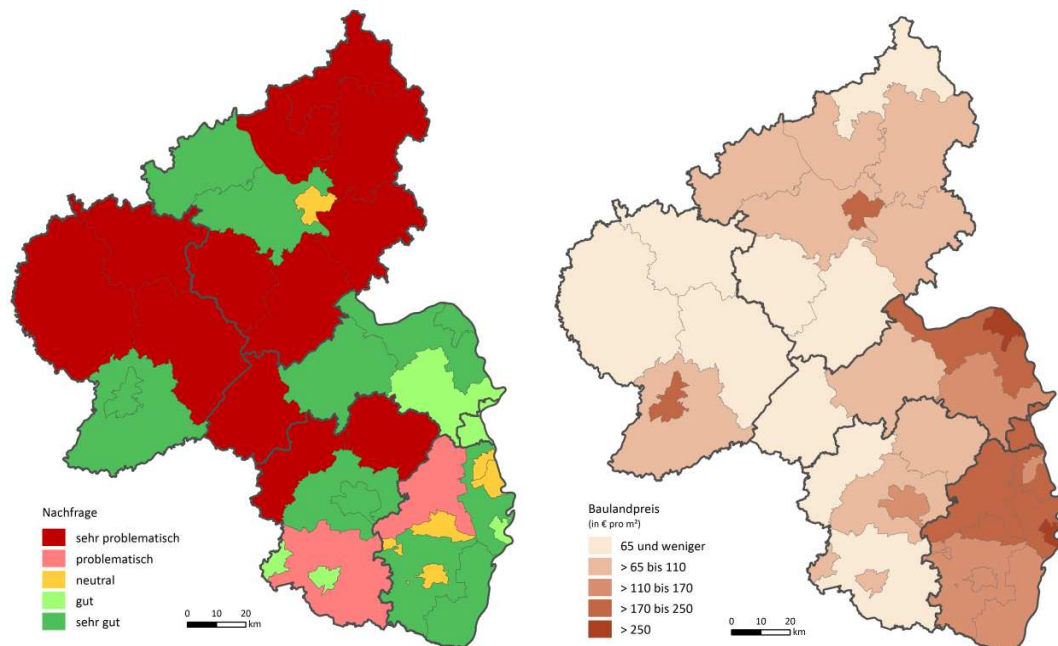 Nachfrage
sehr problematisch
problematisch
neutral
gut
sehr gut
0 10 20
km
Baulandpreis
(in € pro m²)
65 und weniger
> 65 bis 110
> 110 bis 170
> 170 bis 250
> 250
0 10 20
km